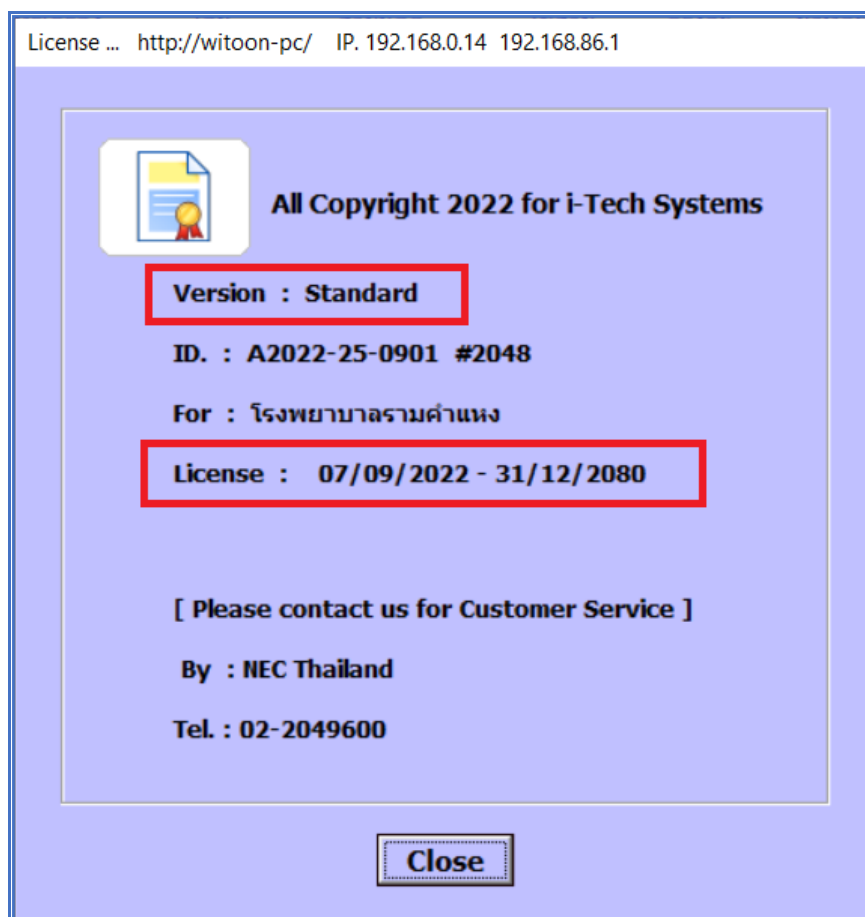 License ... http://witoon-pc/ IP. 192.168.0.14 192.168.86.1
All Copyright 2022 for i-Tech Systems
Version : Standard
ID. : A2022-25-0901 #2048
For : โรงพยาบาลรามคำแหง
License : 07/09/2022 - 31/12/2080
[ Please contact us for Customer Service ]
By : NEC Thailand
Tel. : 02-2049600
Close